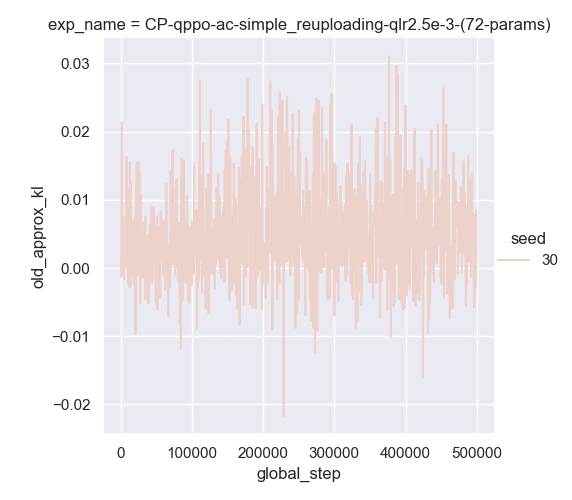 exp_name = CP-qppo-ac-simple_reuploading-qlr2.5e-3-(72-params)
0.03
0.02
0.01
0.00
−0.01
−0.02
old_approx_kl
0 100000 200000 300000 400000 500000
global_step
seed
30